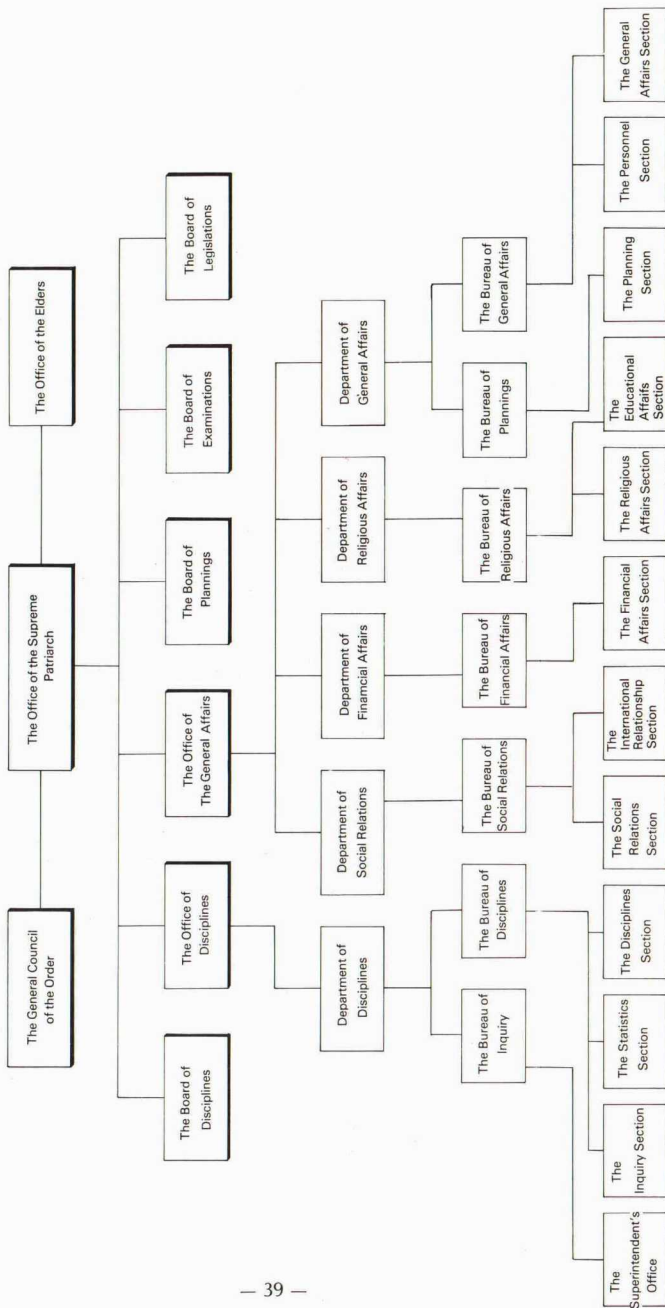 The General Council
of the Order
The Office of the Supreme
Patriarch
The Office of the Elders
The Board of
Disciplines
The Office of
Disciplines
The Office of
The General Affairs
The Board of
Plannings
The Board of
Examinations
The Board of
Legislations
Department of
Disciplines
Department of
Social Relations
Department of
Finamcial Affairs
Department of
Religious Affairs
Department of
General Affairs
The Bureau of
Inquiry
The Bureau of
Disciplines
The Bureau of
Social Relations
The Bureau of
Financial Affairs
The Bureau of
Religious Affairs
The Bureau of
Plannings
The Bureau of
General Affairs
The
Superintendent's
Office
The
Inquiry Section
The Statistics
Section
The Disciplines
Section
The Social
Relations
Section
The
International
Relationship
Section
The Financial
Affairs Section
The Religious
Affairs Section
The
Educational
Affaifs
Section
The Planning
Section
The Personnel
Section
The General
Affairs Section
— 39 —